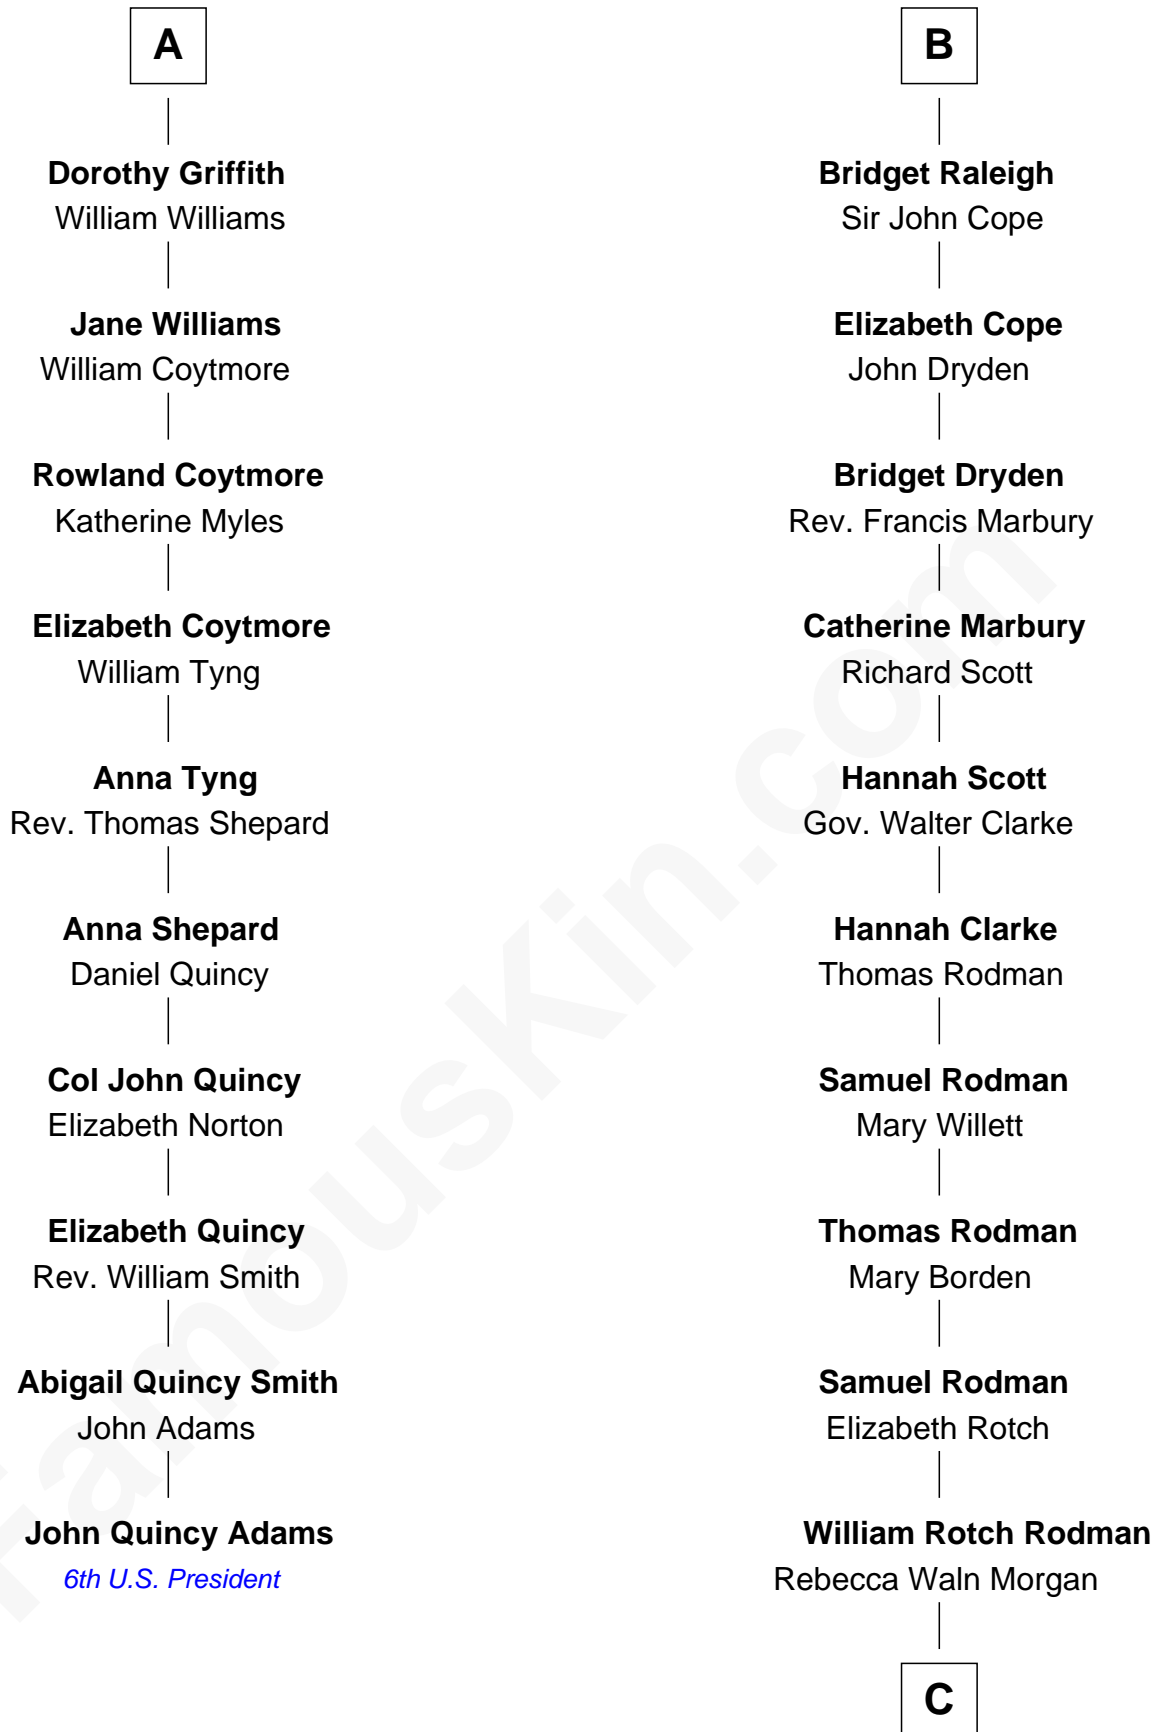 A
Dorothy Griffith
William Williams
Jane Williams
William Coytmore
Rowland Coytmore
Katherine Myles
Elizabeth Coytmore
William Tyng
Anna Tyng
Rev. Thomas Shepard
Anna Shepard
Daniel Quincy
Col John Quincy
Elizabeth Norton
Elizabeth Quincy
Rev. William Smith
Abigail Quincy Smith
John Adams
John Quincy Adams
6th U.S. President
B
Bridget Raleigh
Sir John Cope
Elizabeth Cope
John Dryden
Bridget Dryden
Rev. Francis Marbury
Catherine Marbury
Richard Scott
Hannah Scott
Gov. Walter Clarke
Hannah Clarke
Thomas Rodman
Samuel Rodman
Mary Willett
Thomas Rodman
Mary Borden
Samuel Rodman
Elizabeth Rotch
William Rotch Rodman
Rebecca Waln Morgan
C
FamousKin.com